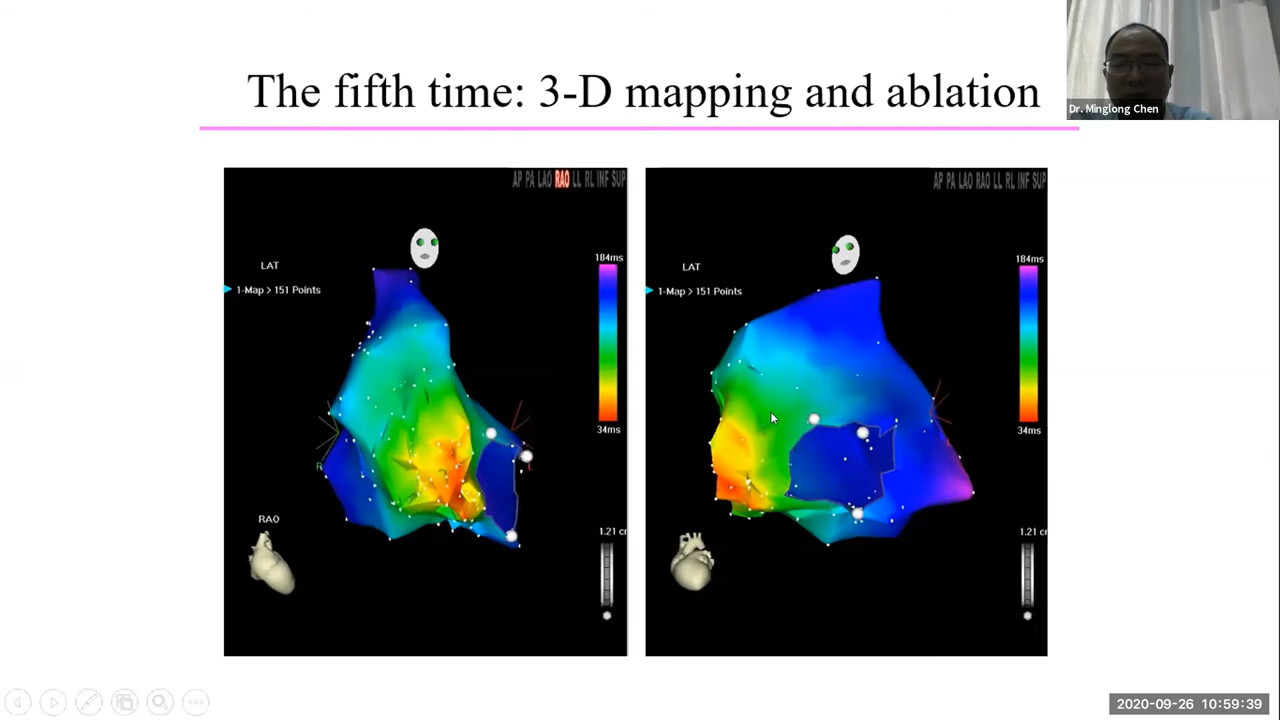 The fifth time: 3-D mapping and ablation
Dr. Minglong Chen
AP PA LAO RAO LL RL INF SUP
LAT
1-Map > 151 Points
184ms
34ms
R
L
RAO
1.21 cm
AP PA LAO RAO LL RL INF SUP
LAT
1-Map > 151 Points
184ms
34ms
1.21 c
2020-09-26 10:59:39